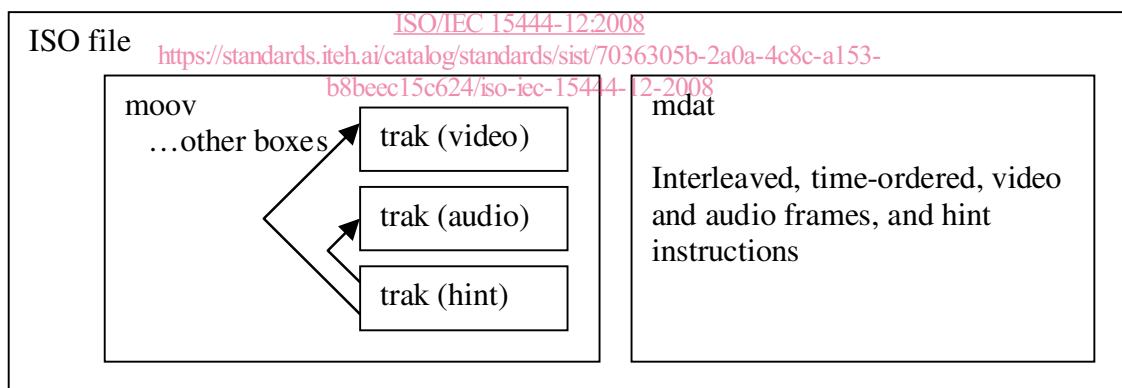 ISO/IEC 15444-12:2008
ISO file
https://standards.iteh.ai/catalog/standards/sist/7036305b-2a0a-4c8c-a153-
b8beec15c624/iso-iec-15444-12-2008
moov
…other boxes
trak (video)
trak (audio)
trak (hint)
mdat
Interleaved, time-ordered, video
and audio frames, and hint
instructions